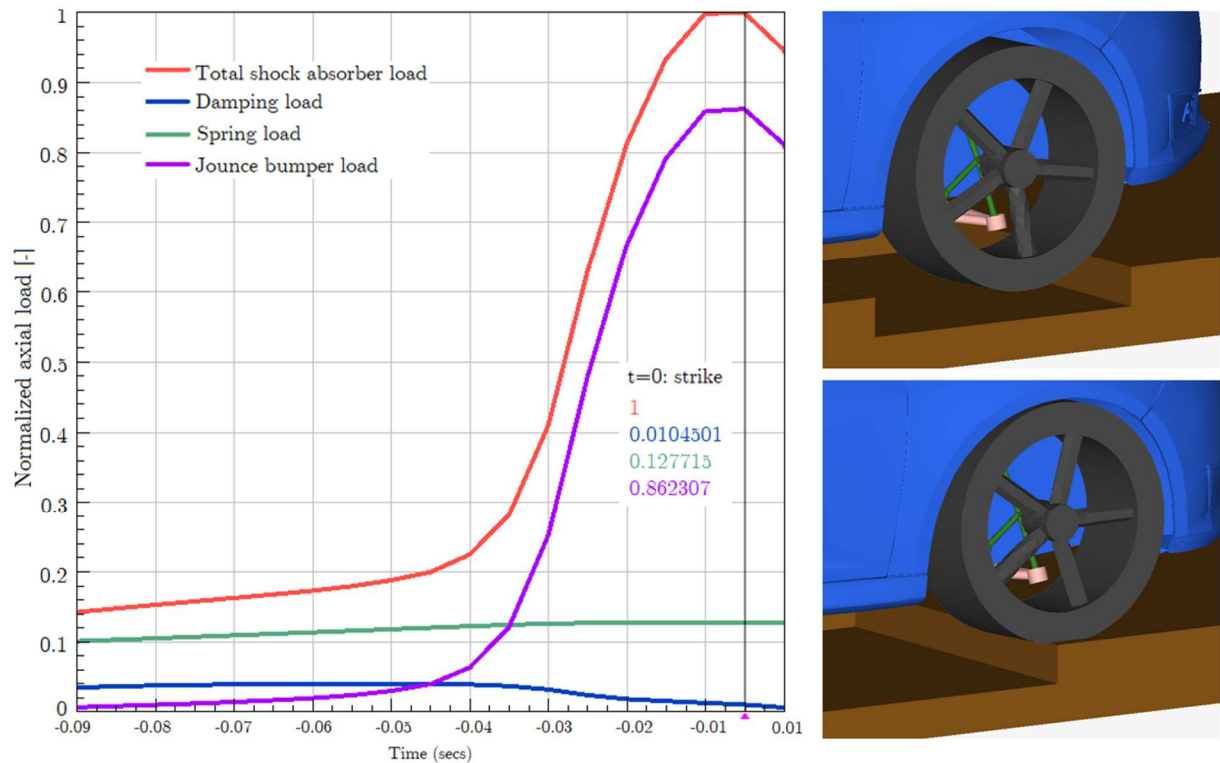 1
0.9
0.8
0.7
0.6
0.5
0.4
0.3
0.2
0.1
0
Normalized axial load [-]
Total shock absorber load
Damping load
Spring load
Jounce bumper load
t=0: strike
1
0.0104501
0.127715
0.862307
-0.09 -0.08 -0.07 -0.06 -0.05 -0.04 -0.03 -0.02 -0.01 0.01
Time (secs)